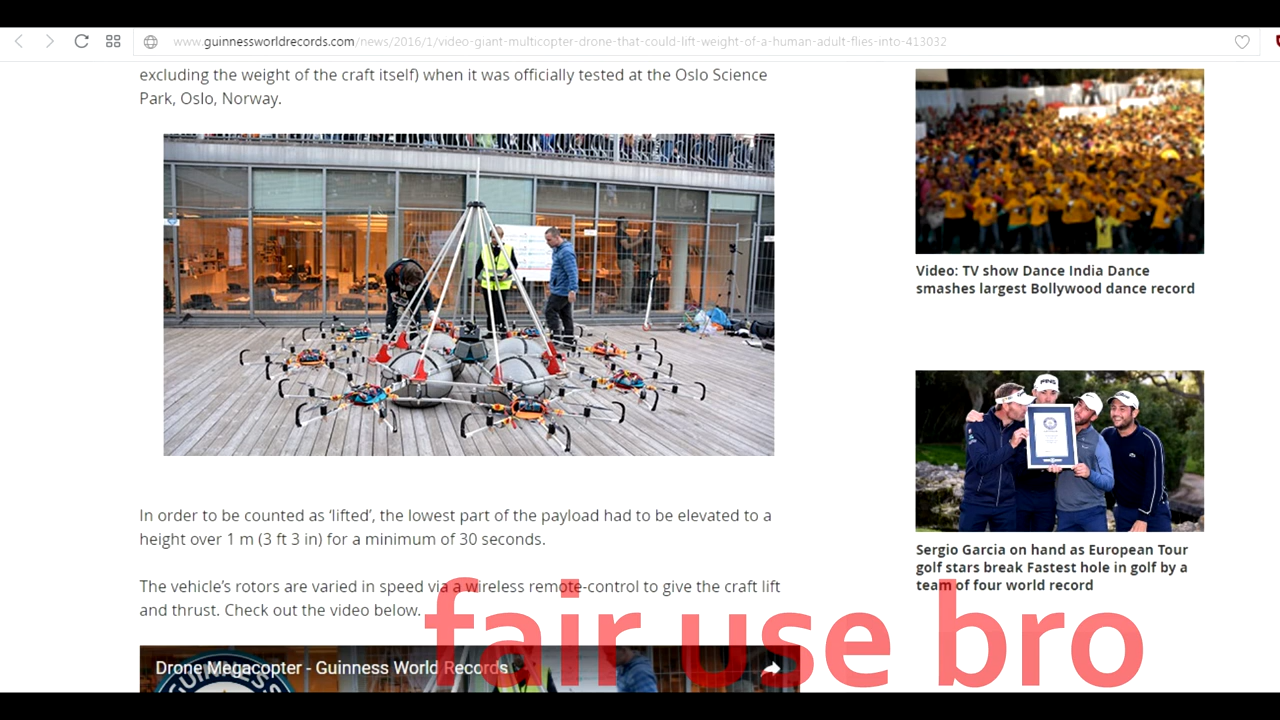 www.guinnessworldrecords.com/news/2016/1/video-giant-multicopter-drone-that-could-lift-weight-of-a-human-adult-flies-into-413032
excluding the weight of the craft itself) when it was officially tested at the Oslo Science
Park, Oslo, Norway.
In order to be counted as ‘lifted’, the lowest part of the payload had to be elevated to a
height over 1 m (3 ft 3 in) for a minimum of 30 seconds.
The vehicle’s rotors are varied in speed via a wireless remote-control to give the craft lift
and thrust. Check out the video below.
Drone Megacopter - Guinness World Records
Video: TV show Dance India Dance
smashes largest Bollywood dance record
PING
Sergio Garcia on hand as European Tour
golf stars break Fastest hole in golf by a
team of four world record
fair use bro